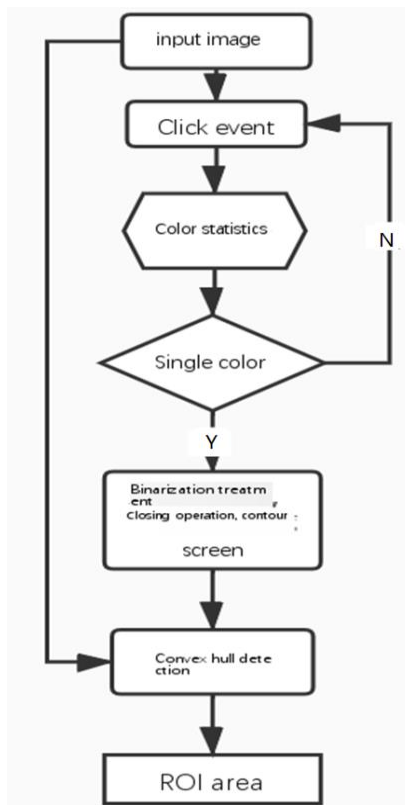 input image
Click event
Color statistics
N
Single color
Y
Binarization treatm
ent ,
Closing operation, contour :
screen
Convex hull dete
ction
ROI area